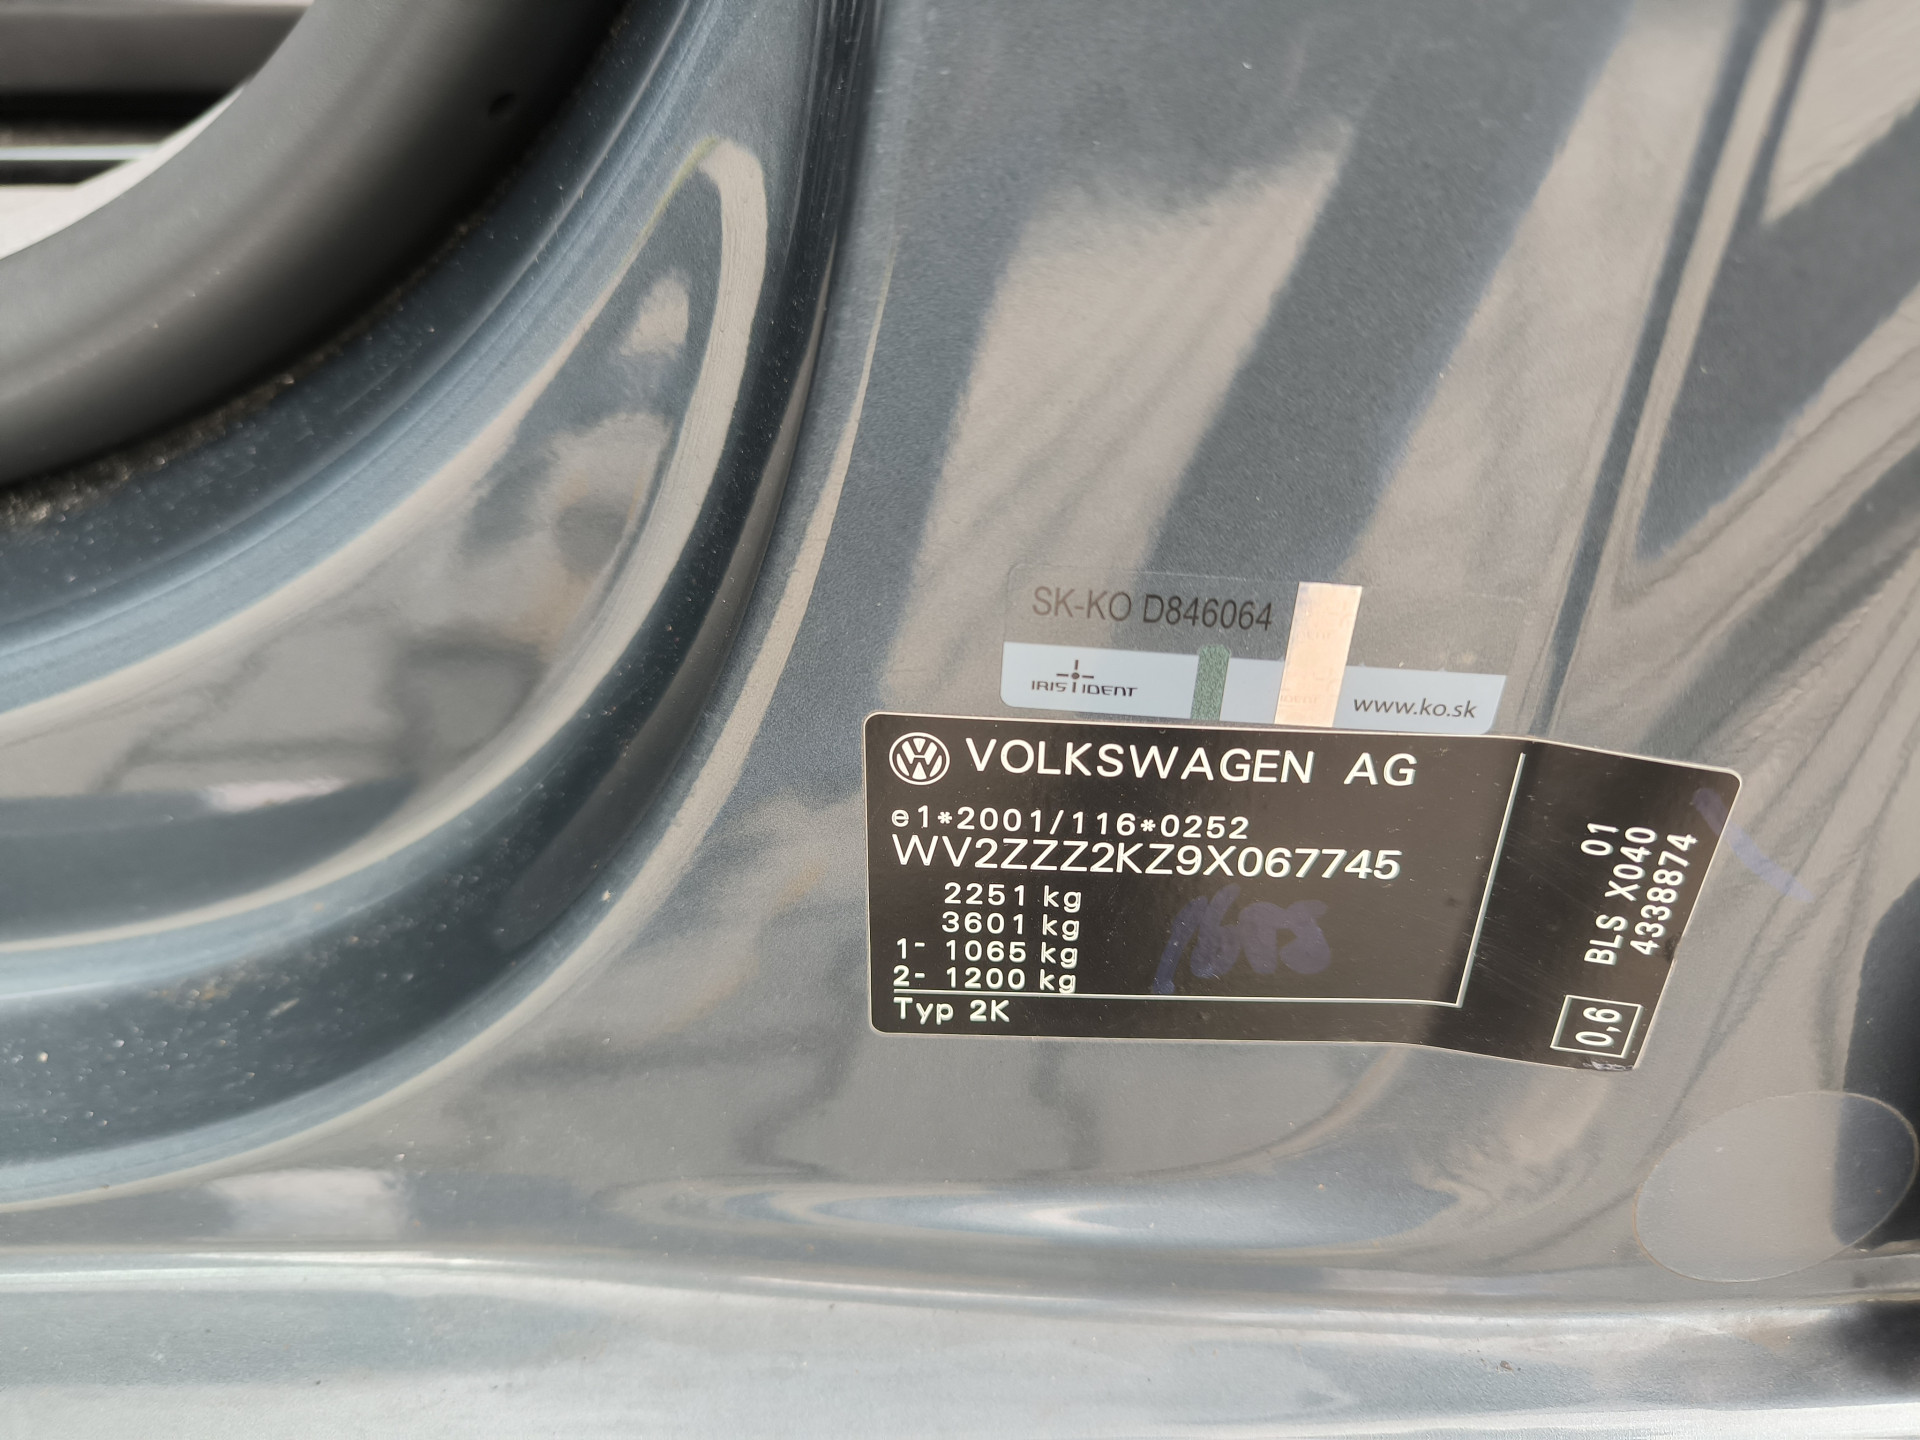 SK-KO D846064
IRIS IDENT
www.ko.sk
VOLKSWAGEN AG
e1*2001/116*0252
WV2ZZZ2KZ9X067745
2251 kg
3601 kg
1- 1065 kg
2- 1200 kg
Typ 2K
01
BLS X040
4338874
0,6